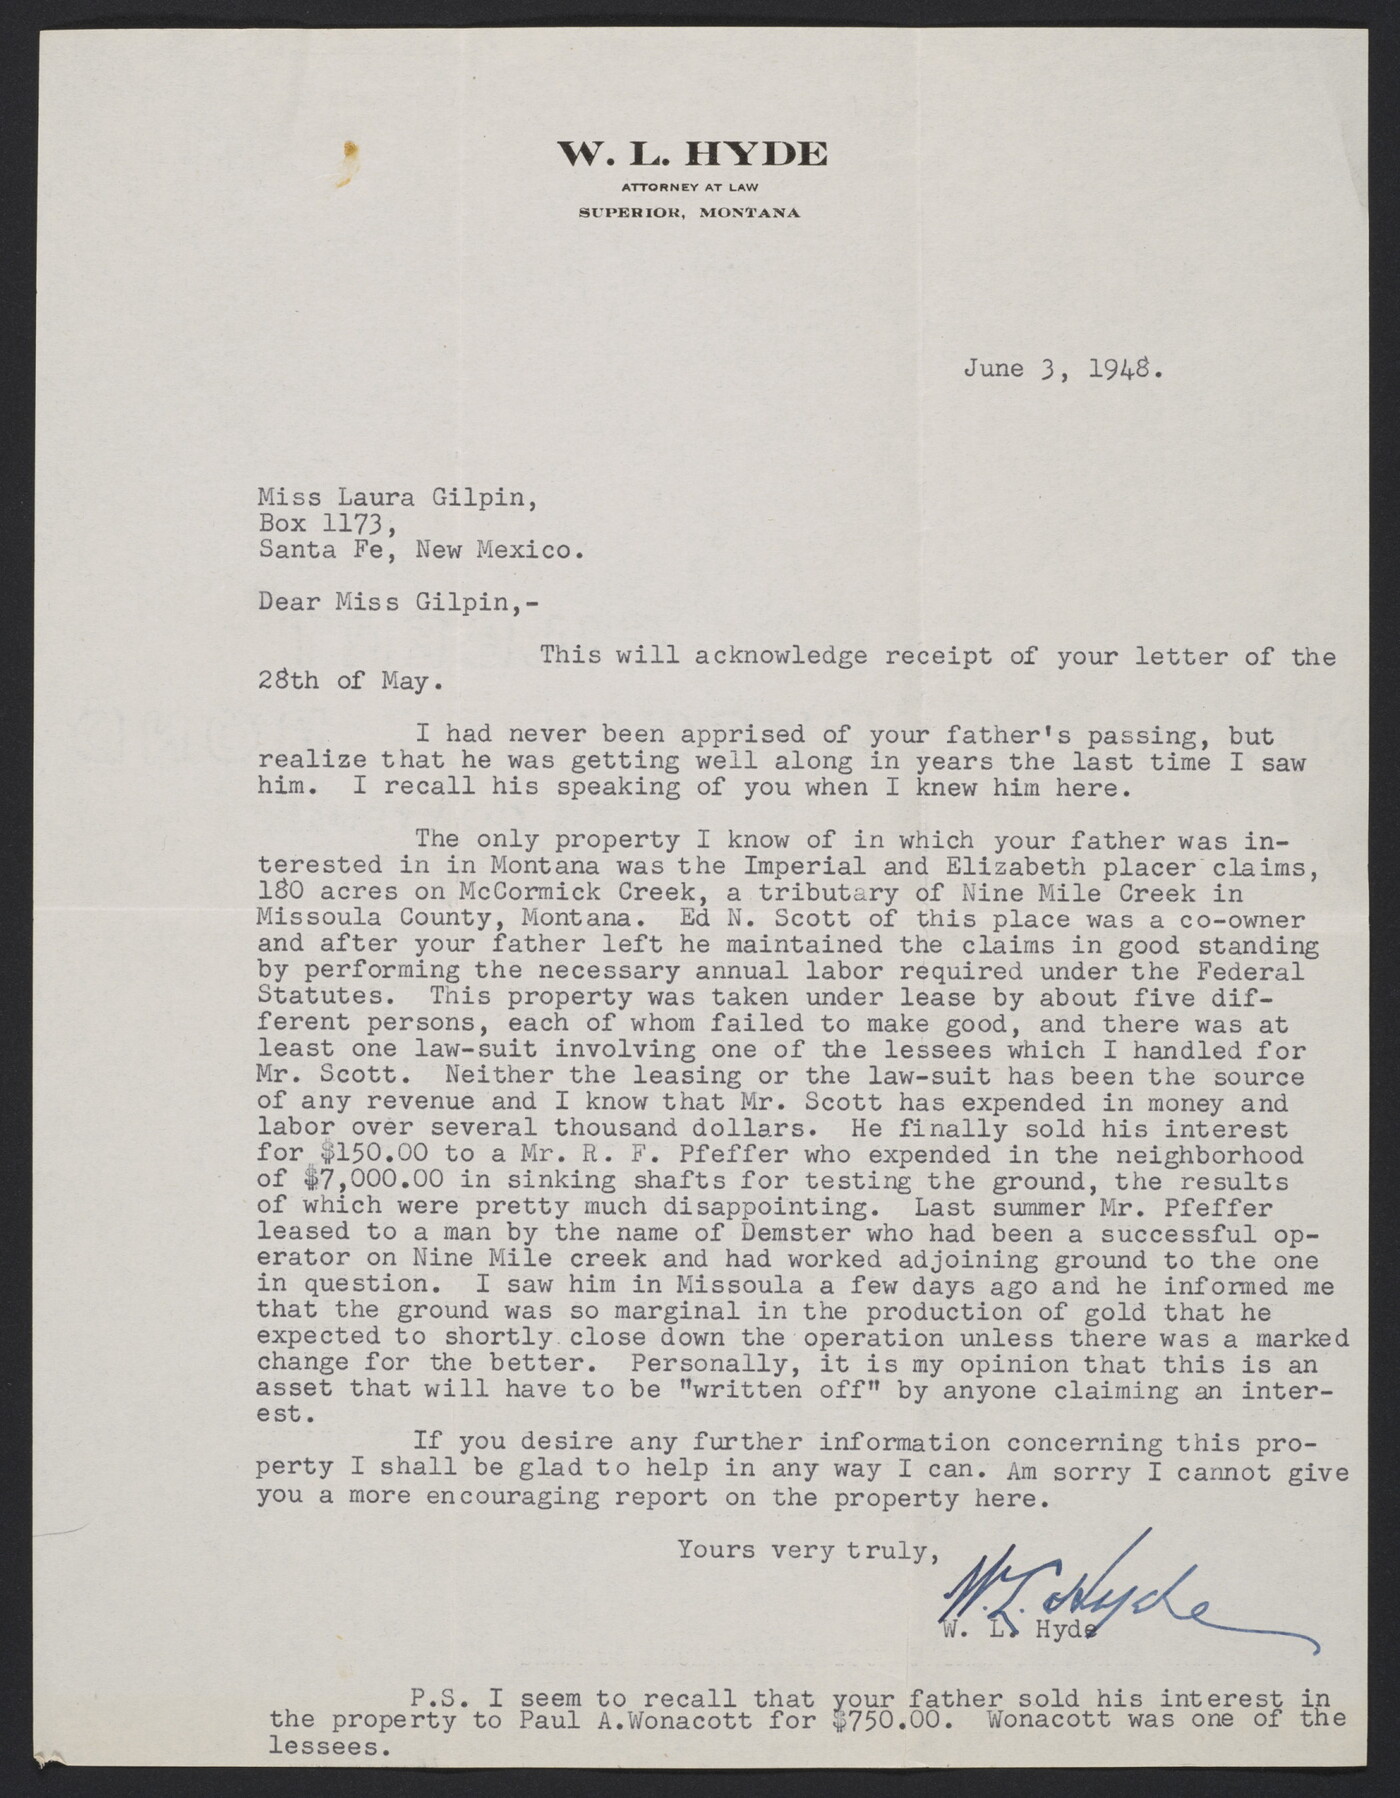 W. L. HYDE
ATTORNEY AT LAW
SUPERIOR, MONTANA
June 3, 1948.
Miss Laura Gilpin,
Box 1173,
Santa Fe, New Mexico.
Dear Miss Gilpin,-
This will acknowledge receipt of your letter of the
28th of May.
I had never been apprised of your father's passing, but
realize that he was getting well along in years the last time I saw
him. I recall his speaking of you when I knew him here.
The only property I know of in which your father was in-
terested in in Montana was the Imperial and Elizabeth placer claims,
180 acres on McCormick Creek, a tributary of Nine Mile Creek in
Missoula County, Montana. Ed N. Scott of this place was a co-owner
and after your father left he maintained the claims in good standing
by performing the necessary annual labor required under the Federal
Statutes. This property was taken under lease by about five dif-
ferent persons, each of whom failed to make good, and there was at
least one law-suit involving one of the lessees which I handled for
Mr. Scott. Neither the leasing or the law-suit has been the source
of any revenue and I know that Mr. Scott has expended in money and
labor over several thousand dollars. He finally sold his interest
for $150.00 to a Mr. R. F. Pfeffer who expended in the neighborhood
of $7,000.00 in sinking shafts for testing the ground, the results
of which were pretty much disappointing. Last summer Mr. Pfeffer
leased to a man by the name of Demster who had been a successful op-
erator on Nine Mile creek and had worked adjoining ground to the one
in question. I saw him in Missoula a few days ago and he informed me
that the ground was so marginal in the production of gold that he
expected to shortly close down the operation unless there was a marked
change for the better. Personally, it is my opinion that this is an
asset that will have to be "written off" by anyone claiming an inter-
est.
If you desire any further information concerning this pro-
perty I shall be glad to help in any way I can. Am sorry I cannot give
you a more encouraging report on the property here.
Yours very truly,
W. L. Hyde
W. L. Hyde
P.S. I seem to recall that your father sold his interest in
the property to Paul A.Wonacott for $750.00. Wonacott was one of the
lessees.